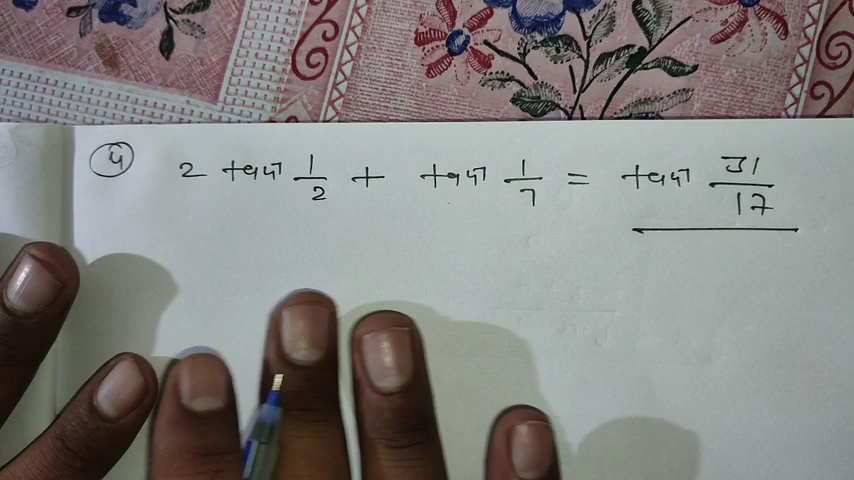 ④ 2 tan⁻¹ 1/2 + tan⁻¹ 1/7 = tan⁻¹ 31/17